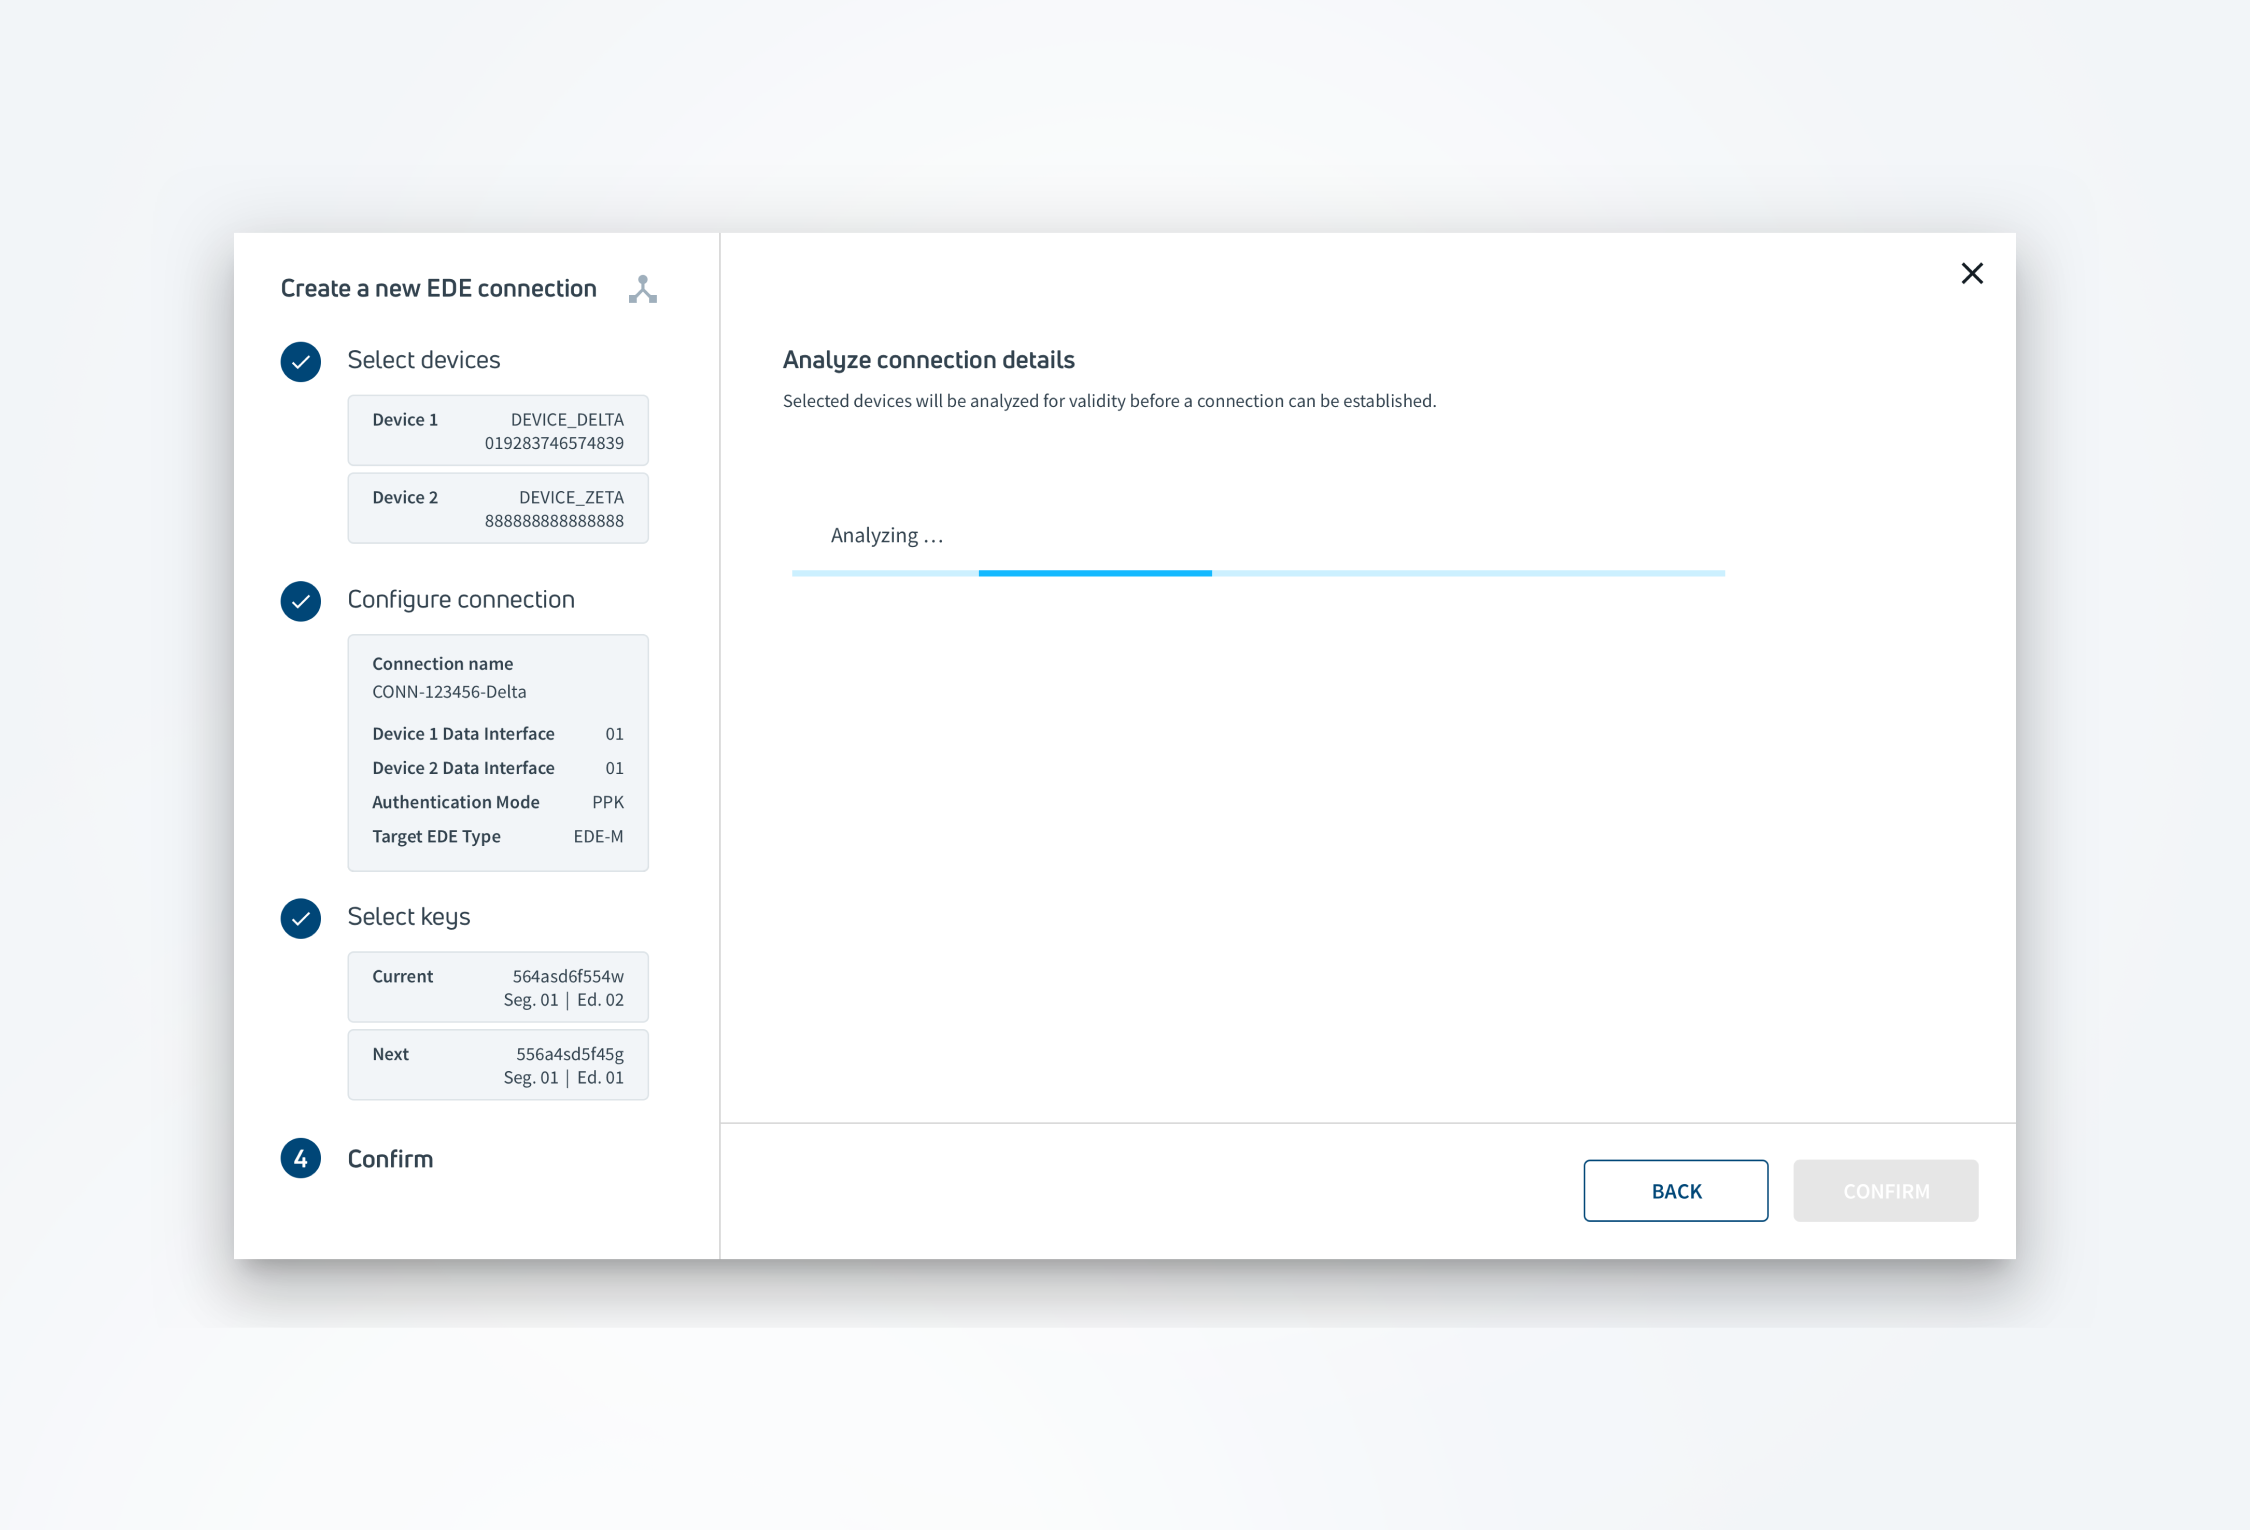 Create a new EDE connection
Select devices
Device 1 DEVICE_DELTA
019283746574839
Device 2 DEVICE_ZETA
888888888888888
Configure connection
Connection name
CONN-123456-Delta
Device 1 Data Interface 01
Device 2 Data Interface 01
Authentication Mode PPK
Target EDE Type EDE-M
Select keys
Current 564asd6f554w
Seg. 01 | Ed. 02
Next 556a4sd5f45g
Seg. 01 | Ed. 01
4 Confirm
Analyze connection details
Selected devices will be analyzed for validity before a connection can be established.
Analyzing ...
BACK CONFIRM